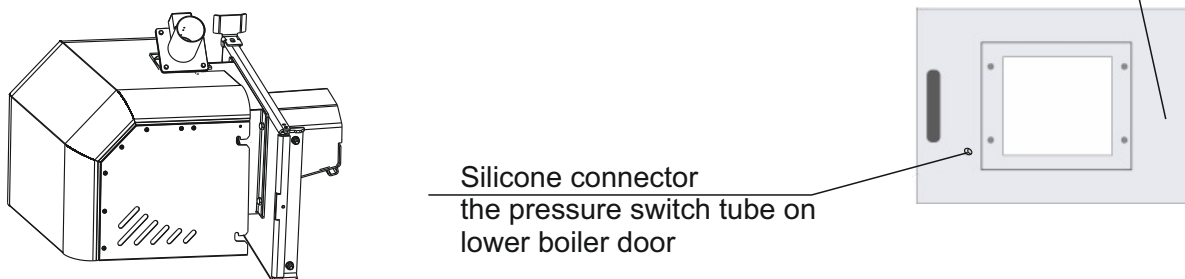 Silicone connector
the pressure switch tube on
lower boiler door